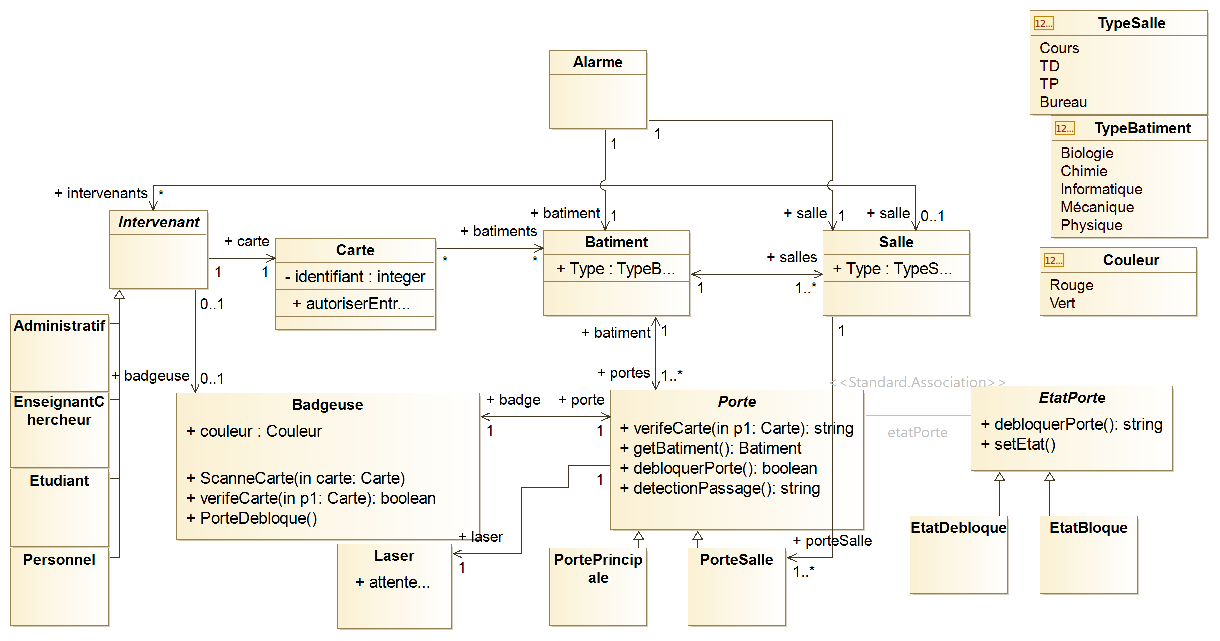 12...
TypeSalle
Cours
TD
TP
Bureau
12...
TypeBatiment
Biologie
Chimie
Informatique
Mécanique
Physique
12...
Couleur
Rouge
Vert
Alarme
1
1
+ intervenants
*
Intervenant
+ carte
1
1
Carte
- identifiant : integer
+ autoriserEntr...
+ batiments
*
*
+ batiment
1
Batiment
+ Type : TypeB...
+ salle
1
+ salle
0..1
Salle
+ Type : TypeS...
+ salles
1
1..*
0..1
+ badgeuse
0..1
Administratif
EnseignantC
hercheur
Etudiant
Personnel
+ batiment
1
+ portes
1..*
1
Badgeuse
+ couleur : Couleur
+ ScanneCarte(in carte: Carte)
+ verifeCarte(in p1: Carte): boolean
+ PorteDebloque()
+ badge
+ porte
1
1
Porte
+ verifeCarte(in p1: Carte): string
+ getBatiment(): Batiment
+ debloquerPorte(): boolean
+ detectionPassage(): string
1
<<Standard.Association>>
etatPorte
EtatPorte
+ debloquerPorte(): string
+ setEtat()
+ laser
1
Laser
+ attente...
PortePrincip
ale
PorteSalle
+ porteSalle
1..*
EtatDebloque
EtatBloque